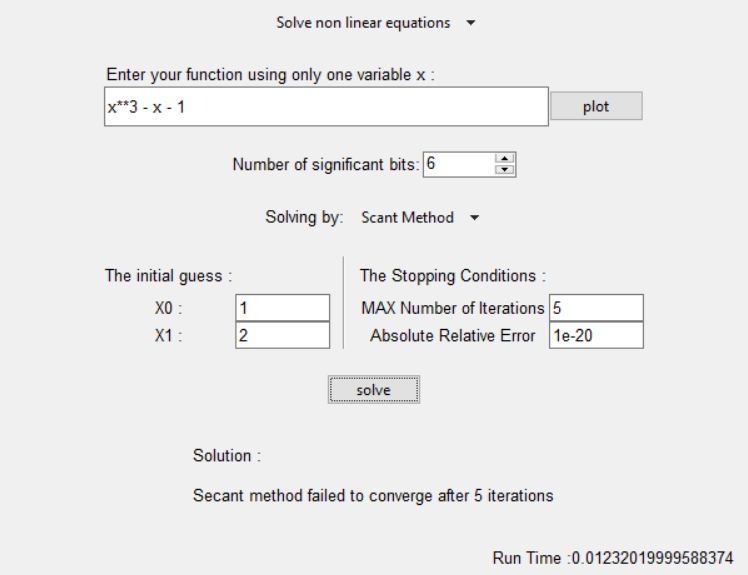 Solve non linear equations
Enter your function using only one variable x :
x**3 - x - 1 plot
Number of significant bits: 6
Solving by: Scant Method
The initial guess : The Stopping Conditions :
X0 : 1 MAX Number of Iterations 5
X1 : 2 Absolute Relative Error 1e-20
solve
Solution :
Secant method failed to converge after 5 iterations
Run Time :0.01232019999588374